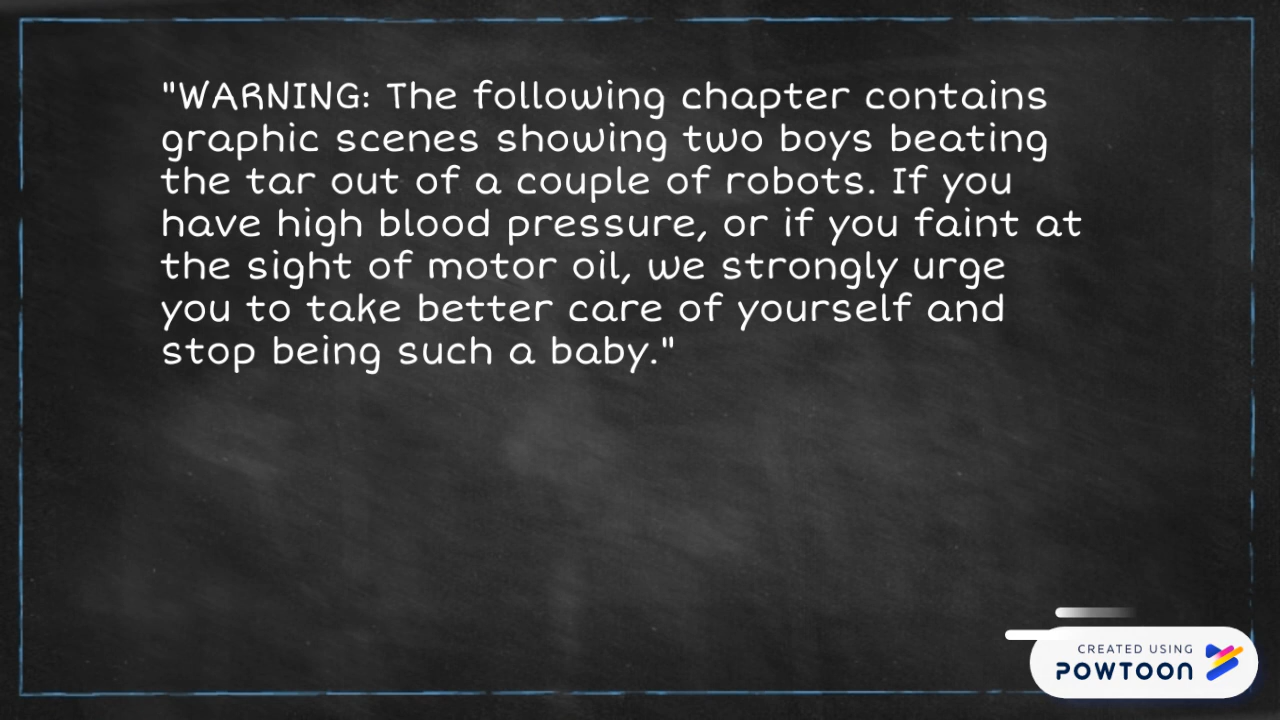 "WARNING: The following chapter contains
graphic scenes showing two boys beating
the tar out of a couple of robots. If you
have high blood pressure, or if you faint at
the sight of motor oil, we strongly urge
you to take better care of yourself and
stop being such a baby."
CREATED USING
POWTOON